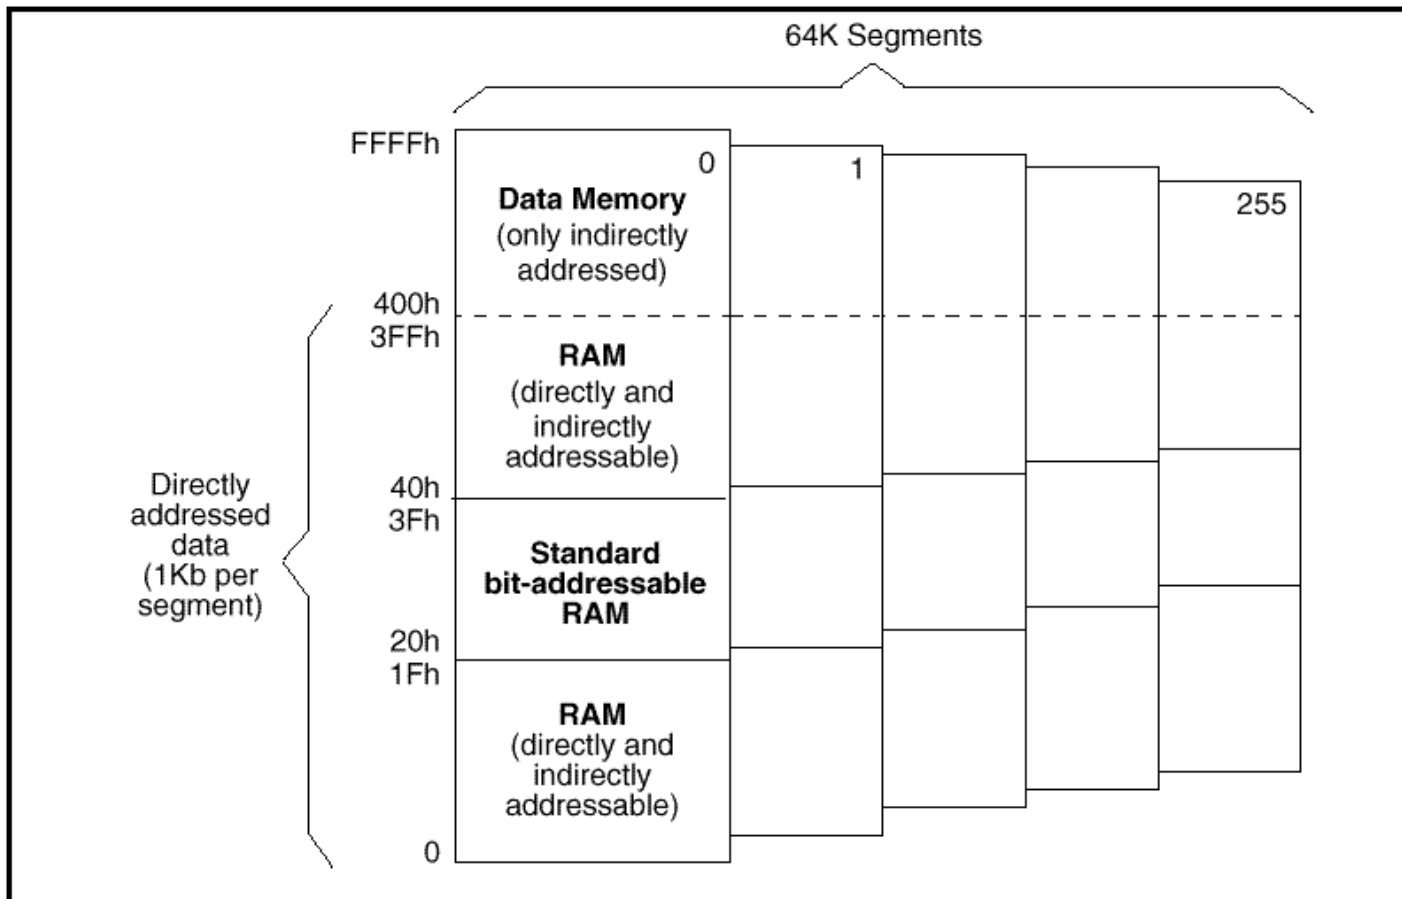 64K Segments
FFFFh
0
1
255
Data Memory
(only indirectly
addressed)
400h
3FFh
RAM
(directly and
indirectly
addressable)
Directly
addressed
data
(1Kb per
segment)
40h
3Fh
Standard
bit-addressable
RAM
20h
1Fh
RAM
(directly and
indirectly
addressable)
0